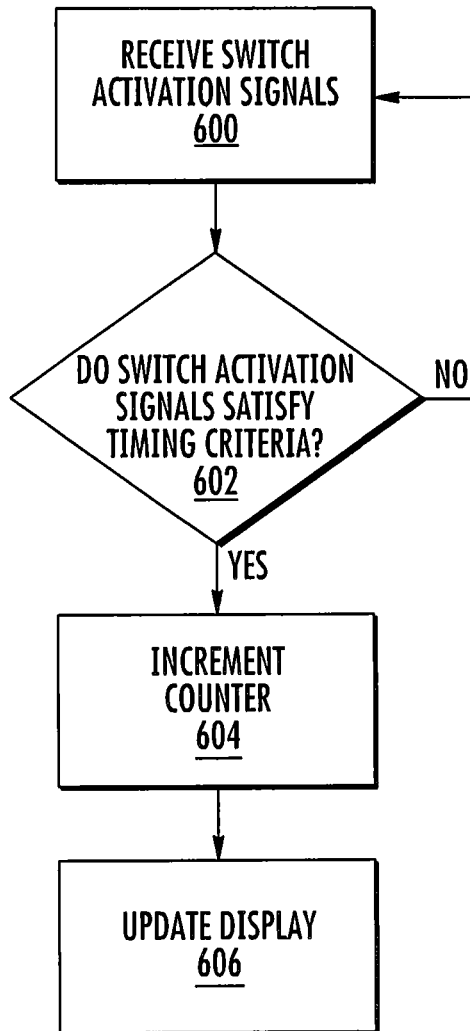 RECEIVE SWITCH
ACTIVATION SIGNALS
600
DO SWITCH ACTIVATION
SIGNALS SATISFY
TIMING CRITERIA?
602
NO
YES
INCREMENT
COUNTER
604
UPDATE DISPLAY
606